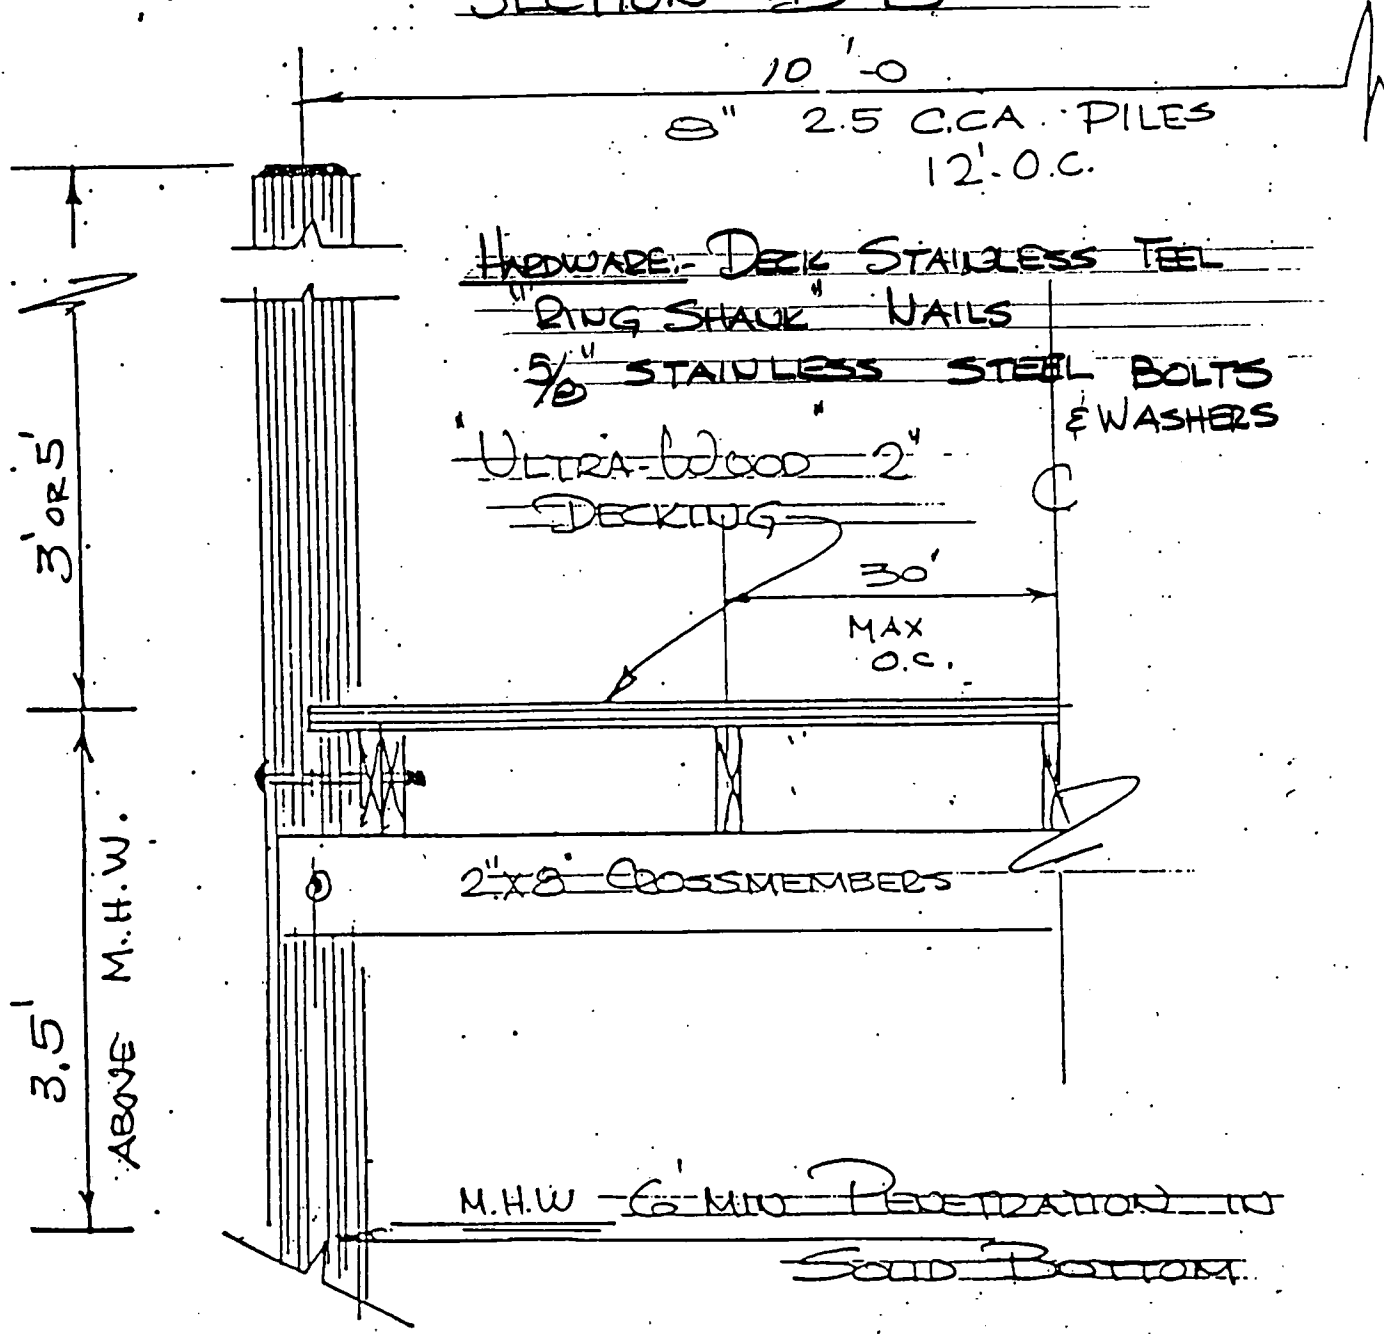 SECTION B-B
10'-0
8" 2.5 C.C.A. PILES
12'-O.C.
HARDWARE:- DECK STAINLESS TEEL
"RING SHANK" NAILS
5/8" STAINLESS STEEL BOLTS
& WASHERS
"ULTRA-WOOD" 2"
DECKING
C
30'
MAX
O.C.
3' OR 5'
2"X8" CROSSMEMBERS
3.5'
ABOVE M.H.W.
M.H.W 6' MIN PENETRATION IN
SOLID BOTTOM.